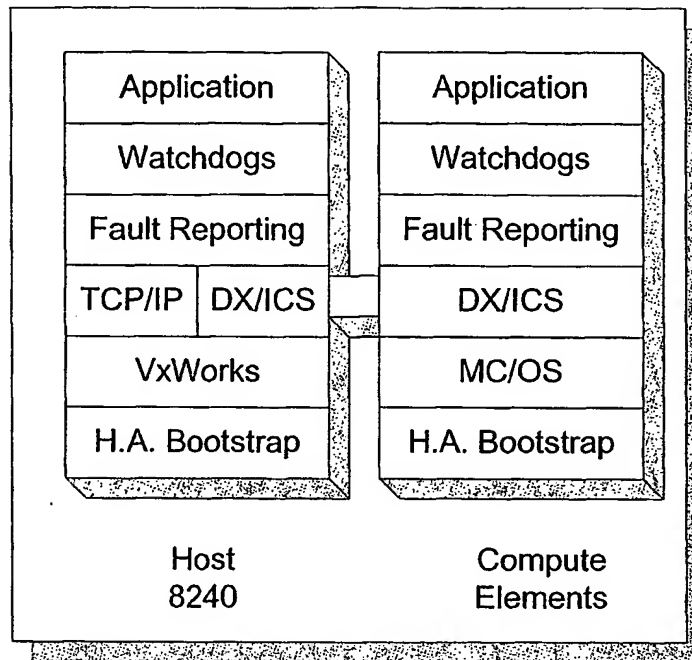 Application
Watchdogs
Fault Reporting
TCP/IP DX/ICS
VxWorks
H.A. Bootstrap
Host
8240
Application
Watchdogs
Fault Reporting
DX/ICS
MC/OS
H.A. Bootstrap
Compute
Elements